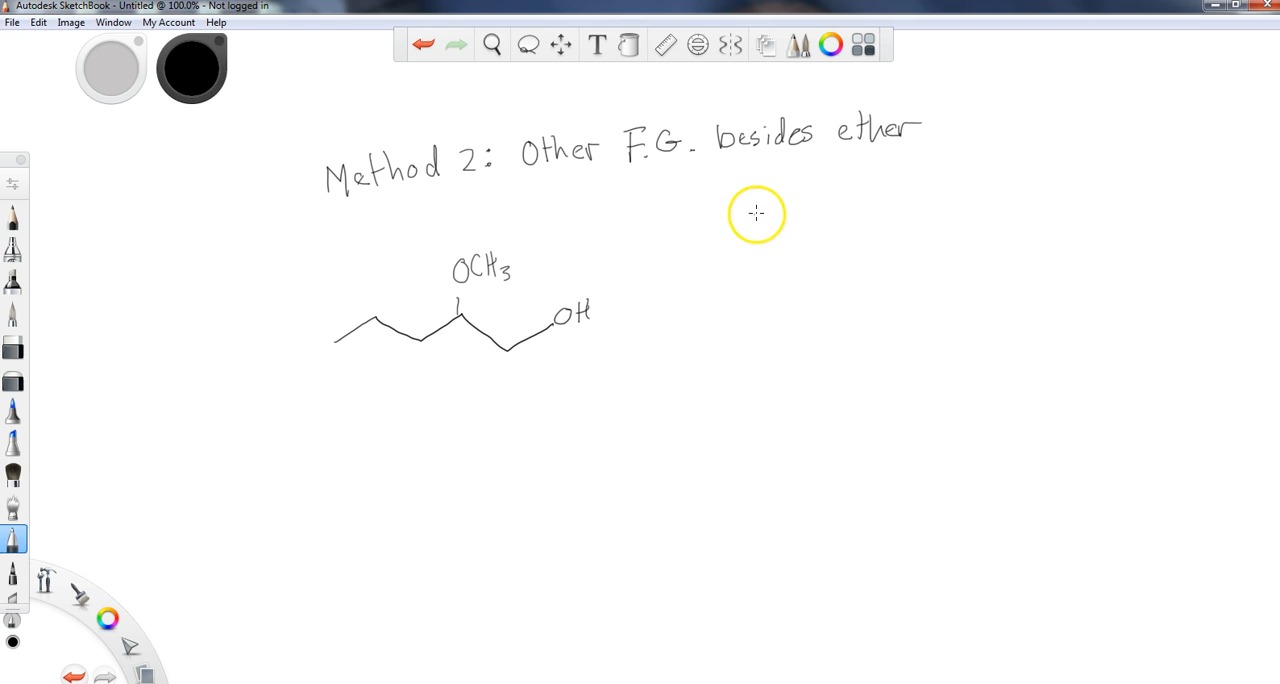 Autodesk SketchBook - Untitled @ 100.0% - Not logged in
File Edit Image Window My Account Help
T
Method 2: Other F.G. besides ether
OCH3
OH